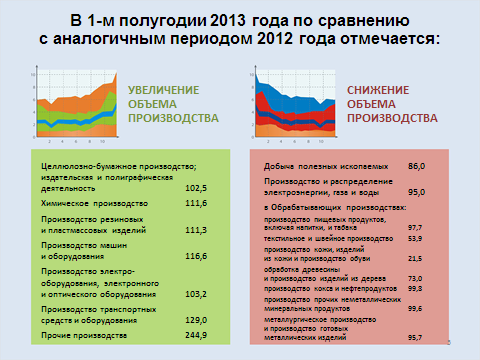 В 1-м полугодии 2013 года по сравнению
с аналогичным периодом 2012 года отмечается:
УВЕЛИЧЕНИЕ
ОБЪЕМА
ПРОИЗВОДСТВА
СНИЖЕНИЕ
ОБЪЕМА
ПРОИЗВОДСТВА
Целлюлозно-бумажное производство;
издательская и полиграфическая
деятельность 102,5
Химическое производство 111,6
Производство резиновых
и пластмассовых изделий 111,3
Производство машин
и оборудования 116,6
Производство электро-
оборудования, электронного
и оптического оборудования 103,2
Производство транспортных
средств и оборудования 129,0
Прочие производства 244,9
Добыча полезных ископаемых 86,0
Производство и распределение
электроэнергии, газа и воды 95,0
в Обрабатывающих производствах:
производство пищевых продуктов,
включая напитки, и табака 97,7
текстильное и швейное производство 53,9
производство кожи, изделий
из кожи и производство обуви 21,5
обработка древесины
и производство изделий из дерева 73,0
производство кокса и нефтепродуктов 99,8
производство прочих неметаллических
минеральных продуктов 99,6
металлургическое производство
и производство готовых
металлических изделий 95,7